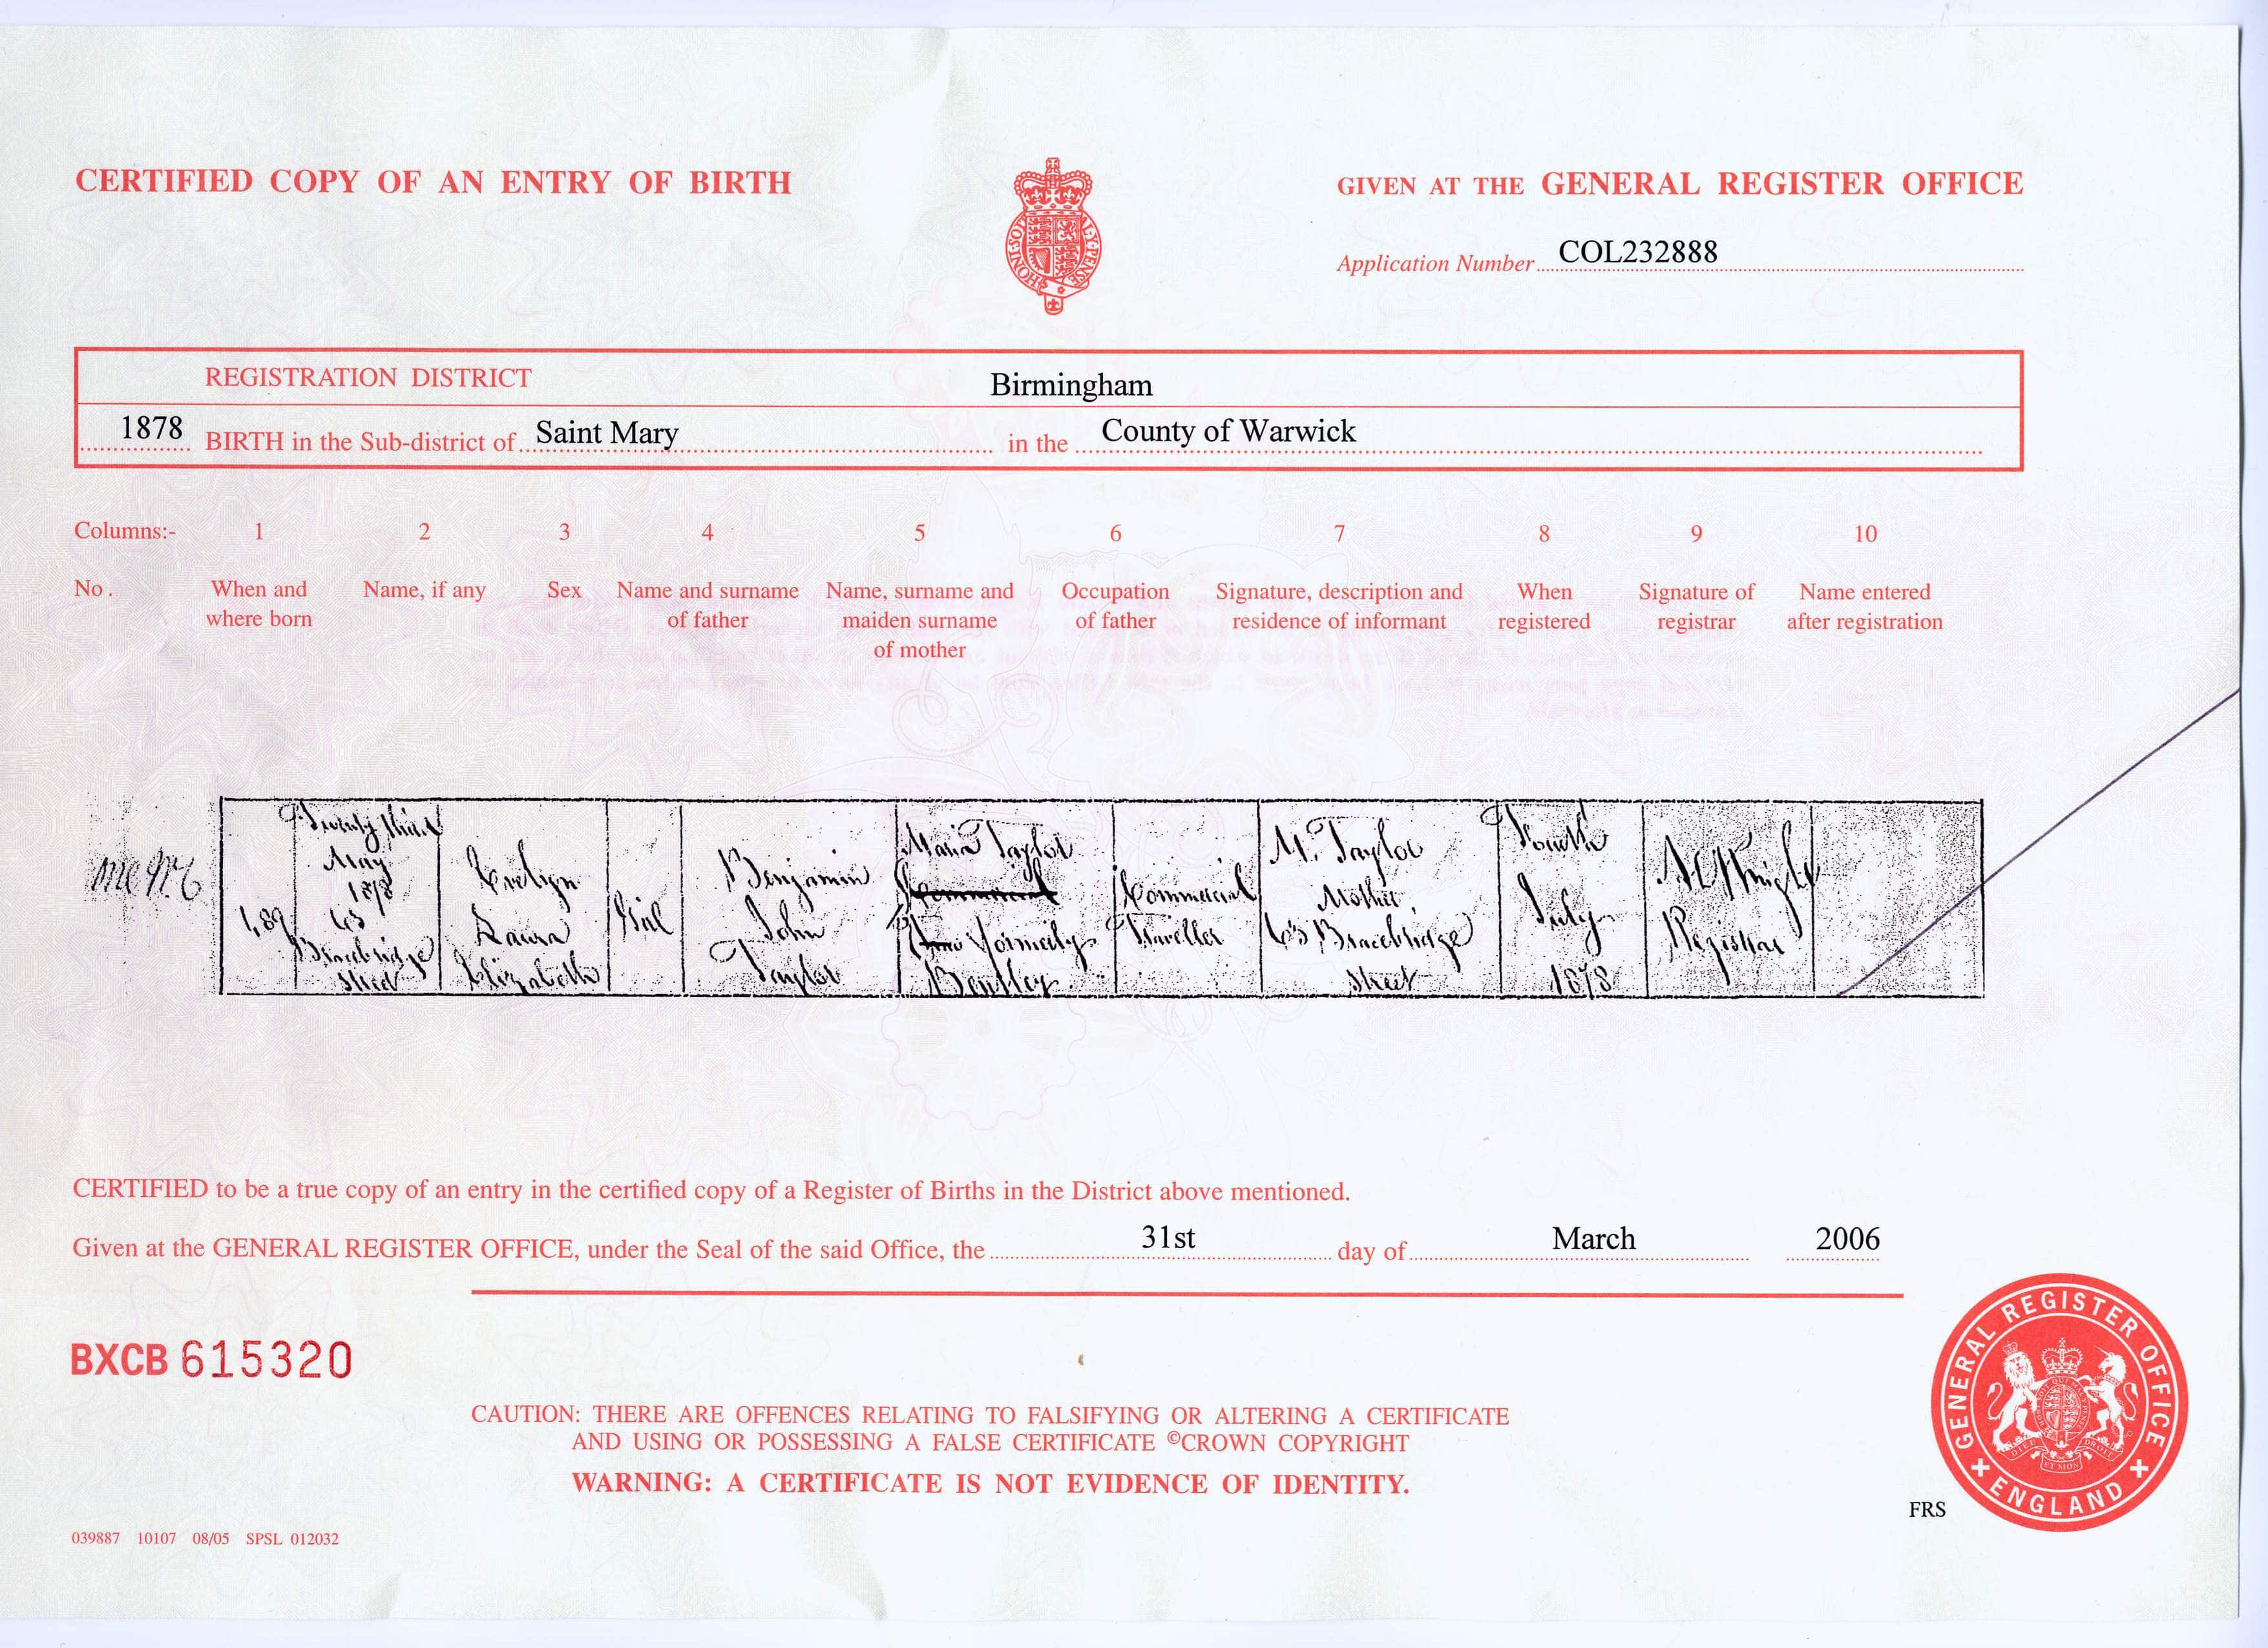 CERTIFIED COPY OF AN ENTRY OF BIRTH
GIVEN AT THE GENERAL REGISTER OFFICE
Application Number COL232888
REGISTRATION DISTRICT Birmingham
1878 BIRTH in the Sub-district of Saint Mary in the County of Warwick
Columns:- 1 2 3 4 5 6 7 8 9 10
No. When and where born Name, if any Sex Name and surname of father Name, surname and maiden surname of mother Occupation of father Signature, description and residence of informant When registered Signature of registrar Name entered after registration
Twenty third
May
1878
63
Bracebridge
Street
Evelyn
Laura
Elizabeth
Girl
Benjamin
John
Taylor
Maria Taylor
Commercial
formerly
Bentley
Commercial
Traveller
M. Taylor
Mother
63 Bracebridge
Street
Fourth
July
1878
Registrar
CERTIFIED to be a true copy of an entry in the certified copy of a Register of Births in the District above mentioned.
Given at the GENERAL REGISTER OFFICE, under the Seal of the said Office, the 31st day of March 2006
BXCB 615320
CAUTION: THERE ARE OFFENCES RELATING TO FALSIFYING OR ALTERING A CERTIFICATE
AND USING OR POSSESSING A FALSE CERTIFICATE ©CROWN COPYRIGHT
WARNING: A CERTIFICATE IS NOT EVIDENCE OF IDENTITY.
FRS
GENERAL REGISTER OFFICE
ENGLAND
039887 10107 08/05 SPSL 012032